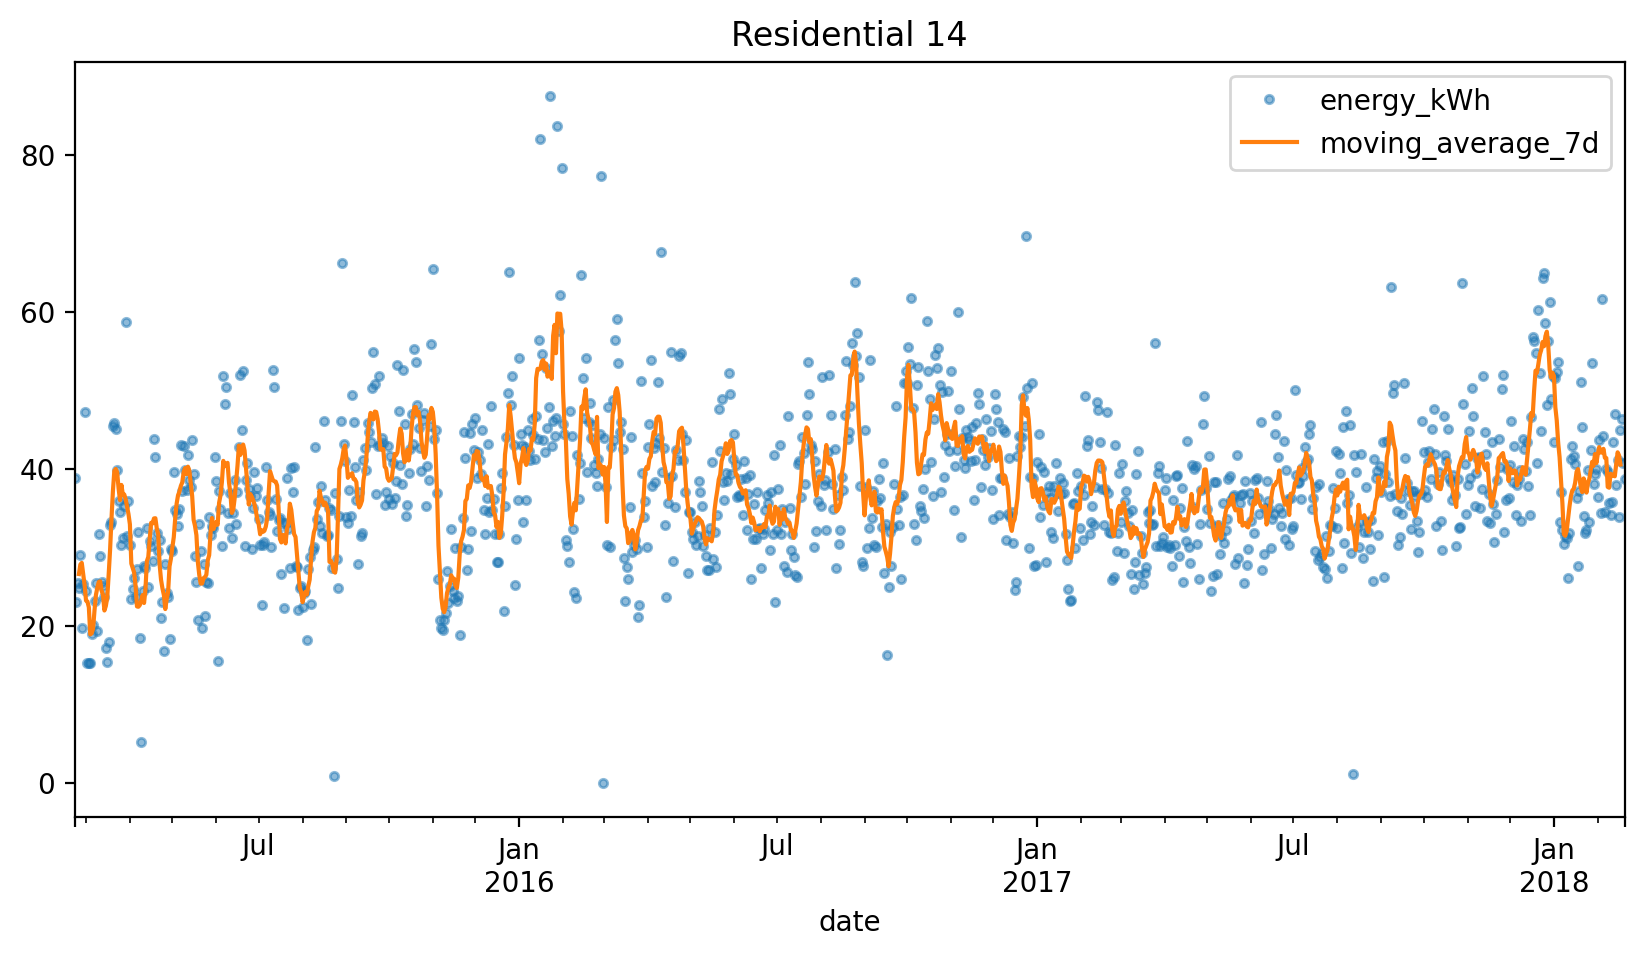 Residential 14
energy_kWh
moving_average_7d
80
60
40
20
0
Jul
Jan
2016
Jul
Jan
2017
Jul
Jan
2018
date